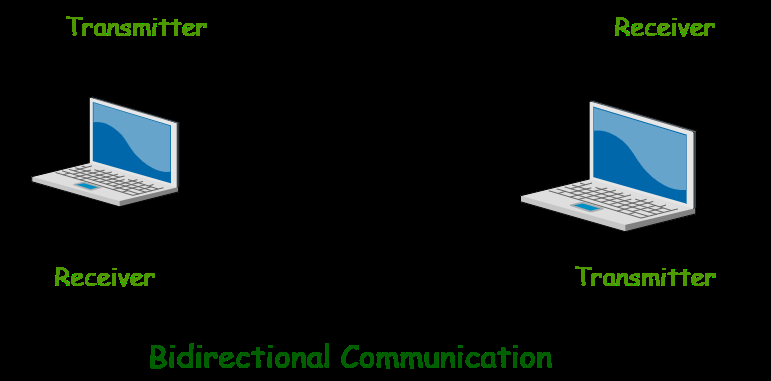 Transmitter
Receiver
Receiver
Transmitter
Bidirectional Communication